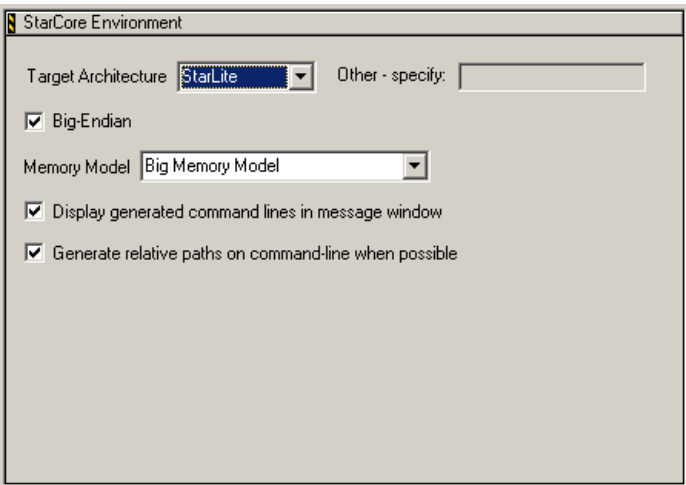 StarCore Environment
Target Architecture StarLite Other - specify:
Big-Endian
Memory Model Big Memory Model
Display generated command lines in message window
Generate relative paths on command-line when possible